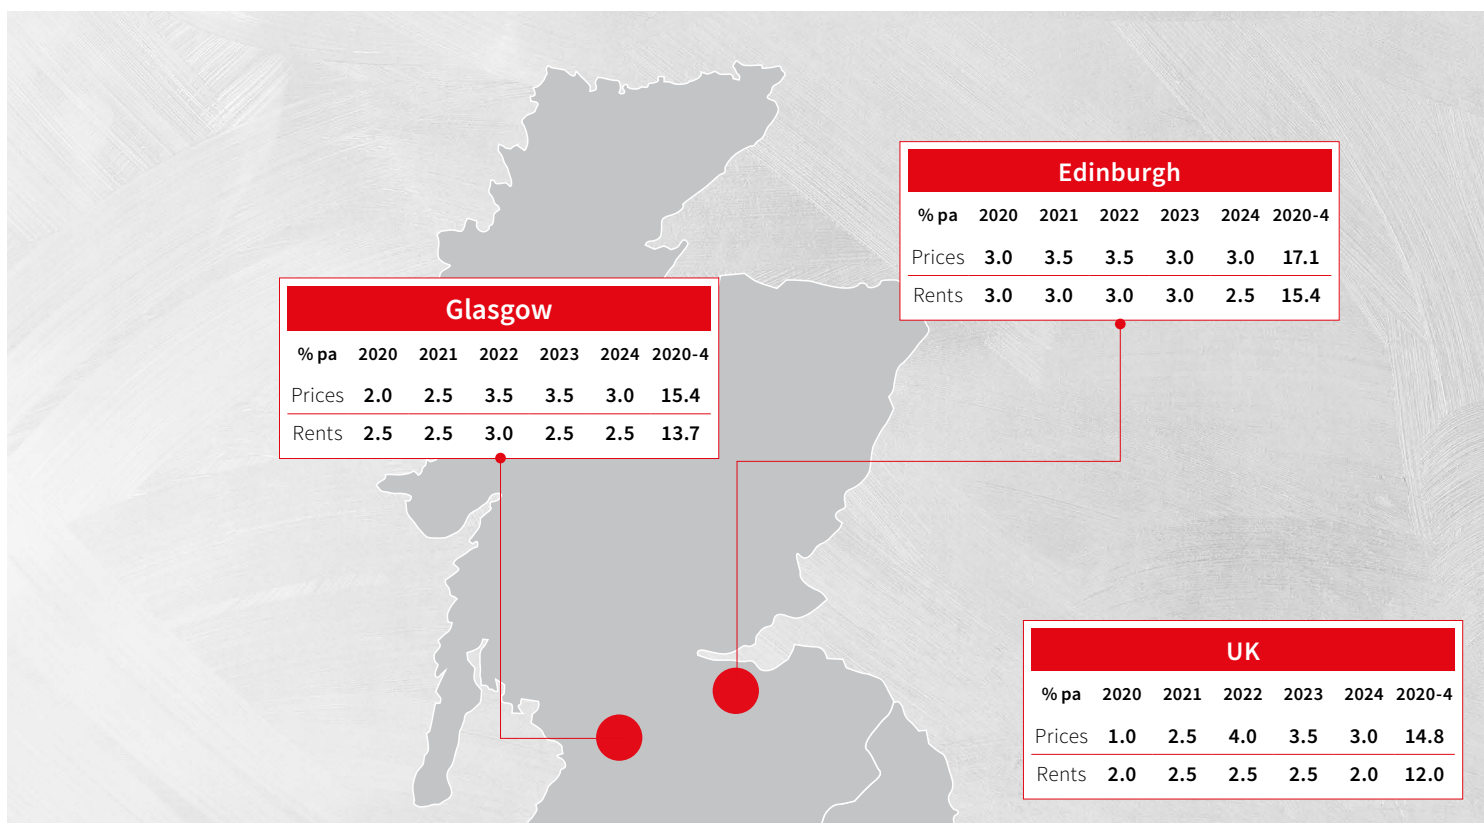 Edinburgh
% pa 2020 2021 2022 2023 2024 2020-4
Prices 3.0 3.5 3.5 3.0 3.0 17.1
Rents 3.0 3.0 3.0 3.0 2.5 15.4
Glasgow
% pa 2020 2021 2022 2023 2024 2020-4
Prices 2.0 2.5 3.5 3.5 3.0 15.4
Rents 2.5 2.5 3.0 2.5 2.5 13.7
UK
% pa 2020 2021 2022 2023 2024 2020-4
Prices 1.0 2.5 4.0 3.5 3.0 14.8
Rents 2.0 2.5 2.5 2.5 2.0 12.0